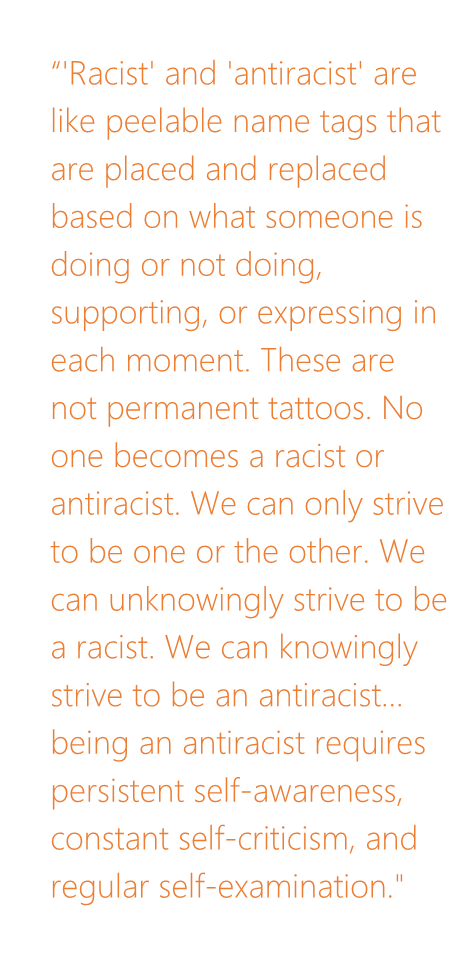 “'Racist' and 'antiracist' are
like peelable name tags that
are placed and replaced
based on what someone is
doing or not doing,
supporting, or expressing in
each moment. These are
not permanent tattoos. No
one becomes a racist or
antiracist. We can only strive
to be one or the other. We
can unknowingly strive to be
a racist. We can knowingly
strive to be an antiracist...
being an antiracist requires
persistent self-awareness,
constant self-criticism, and
regular self-examination."